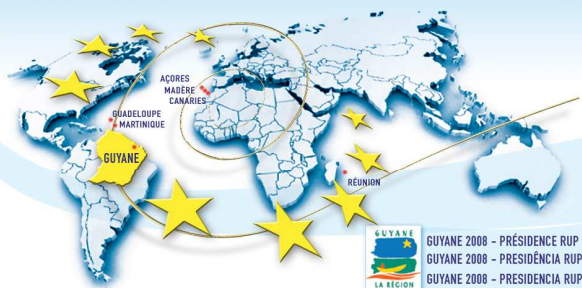 AÇORES
MADÈRE
CANARIES
GUADELOUPE
MARTINIQUE
GUYANE
RÉUNION
GUYANE
LA RÉGION
GUYANE 2008 - PRÉSIDENCE RUP
GUYANE 2008 - PRESIDÊNCIA RUP
GUYANE 2008 - PRESIDENCIA RUP